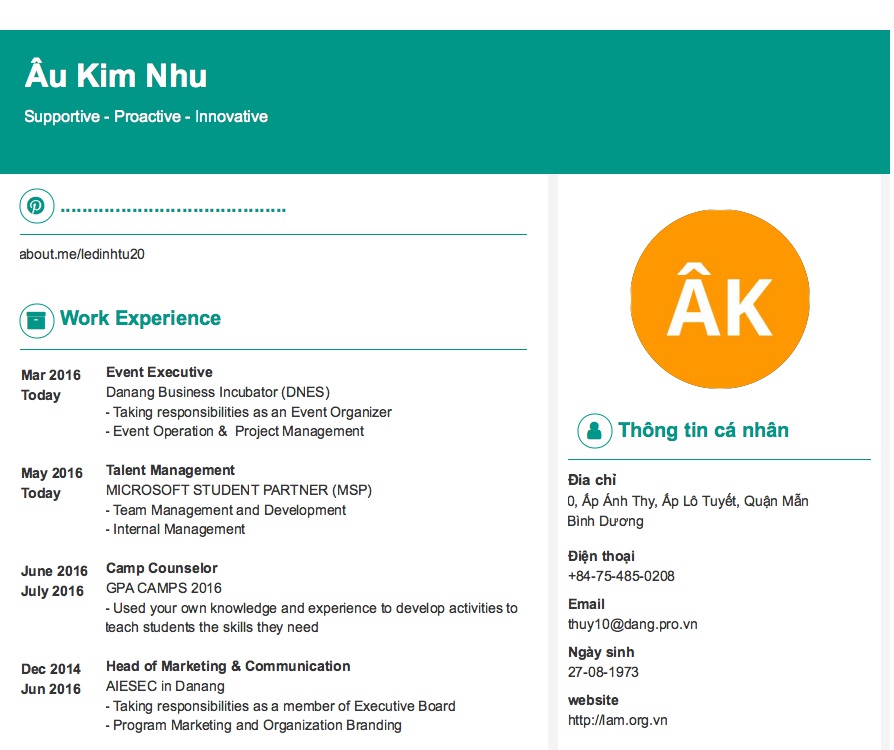 Âu Kim Nhu
Supportive - Proactive - Innovative
..........................................
about.me/ledinhtu20
Work Experience
Mar 2016
Today
Event Executive
Danang Business Incubator (DNES)
- Taking responsibilities as an Event Organizer
- Event Operation &  Project Management
May 2016
Today
Talent Management
MICROSOFT STUDENT PARTNER (MSP)
- Team Management and Development
- Internal Management
June 2016
July 2016
Camp Counselor
GPA CAMPS 2016
- Used your own knowledge and experience to develop activities to
teach students the skills they need
Dec 2014
Jun 2016
Head of Marketing & Communication
AIESEC in Danang
- Taking responsibilities as a member of Executive Board
- Program Marketing and Organization Branding
ÂK
Thông tin cá nhân
Đia chỉ
0, Ấp Ánh Thy, Ấp Lô Tuyết, Quận Mẫn
Bình Dương
Điện thoại
+84-75-485-0208
Email
thuy10@dang.pro.vn
Ngày sinh
27-08-1973
website
http://lam.org.vn